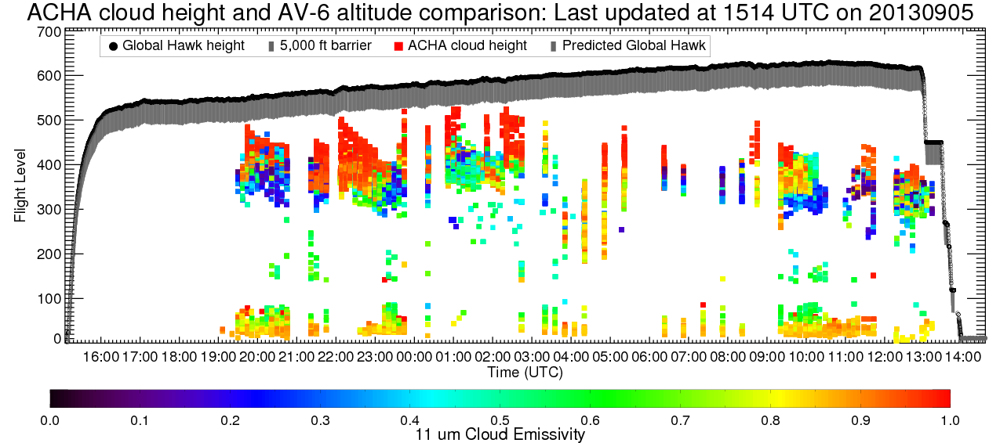 ACHA cloud height and AV-6 altitude comparison: Last updated at 1514 UTC on 20130905
Global Hawk height 5,000 ft barrier ACHA cloud height Predicted Global Hawk
700
600
500
400
300
200
100
0
Flight Level
16:00 17:00 18:00 19:00 20:00 21:00 22:00 23:00 00:00 01:00 02:00 03:00 04:00 05:00 06:00 07:00 08:00 09:00 10:00 11:00 12:00 13:00 14:00
Time (UTC)
0.0 0.1 0.2 0.3 0.4 0.5 0.6 0.7 0.8 0.9 1.0
11 um Cloud Emissivity